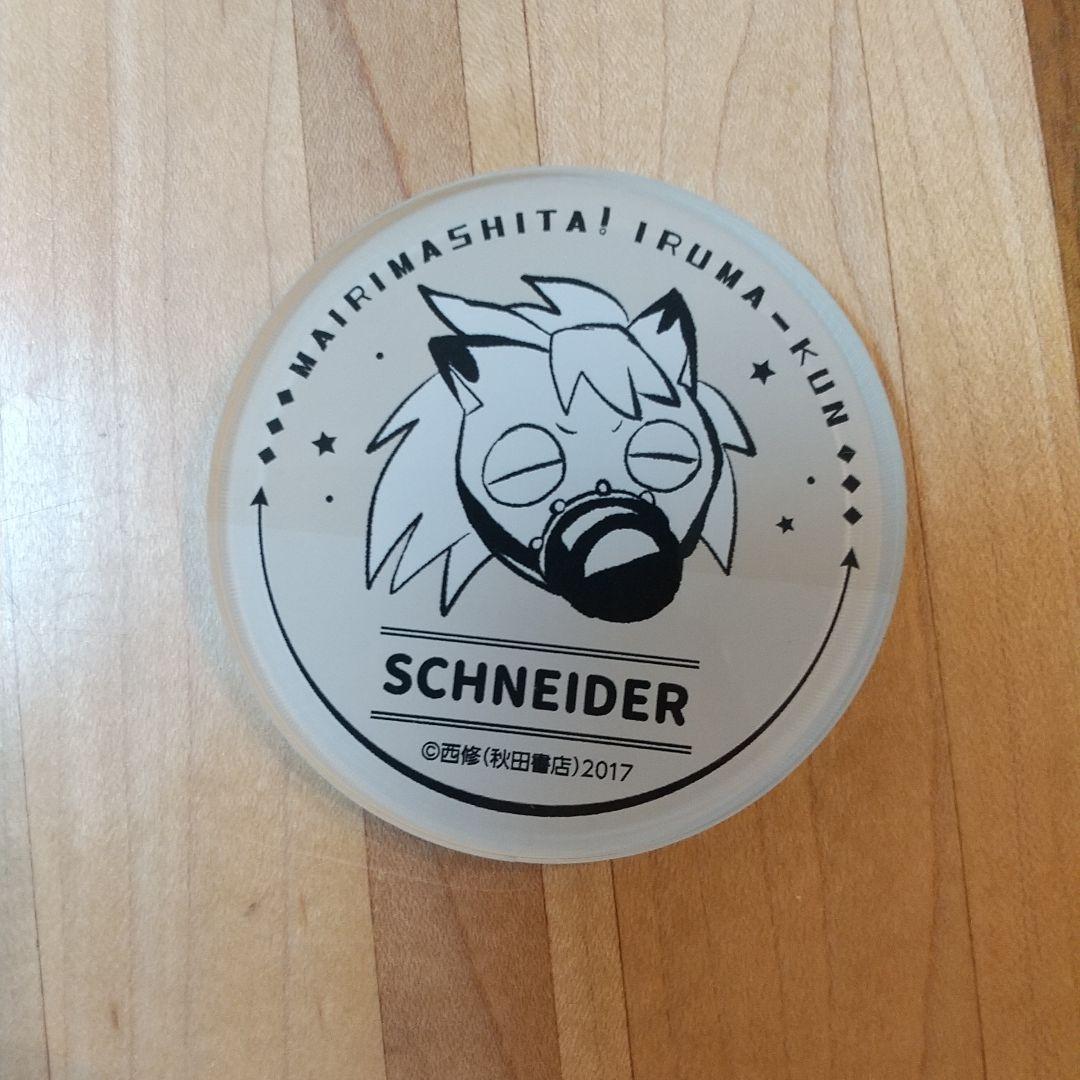 MAIRIMASHITA! IRUMA-KUN
SCHNEIDER
©西修(秋田書店)2017